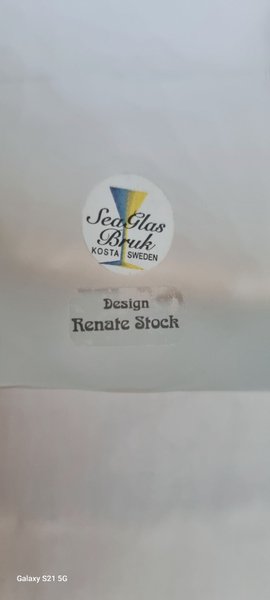 SeaGlas
Bruk
KOSTA SWEDEN
Design
Renate Stock
Galaxy S21 5G